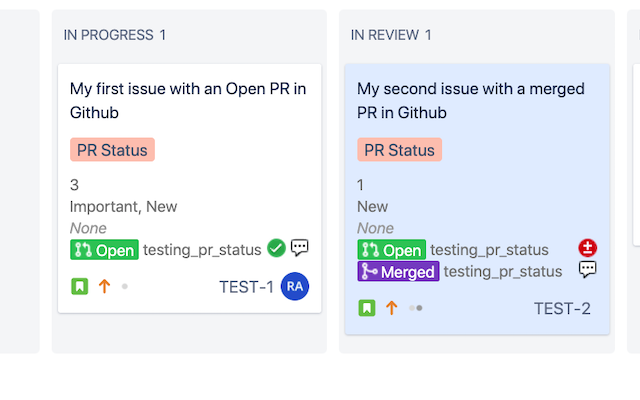 IN PROGRESS 1
My first issue with an Open PR in
Github
PR Status
3
Important, New
None
Open testing_pr_status
TEST-1 RA
IN REVIEW 1
My second issue with a merged
PR in Github
PR Status
1
New
None
Open testing_pr_status
Merged testing_pr_status
TEST-2